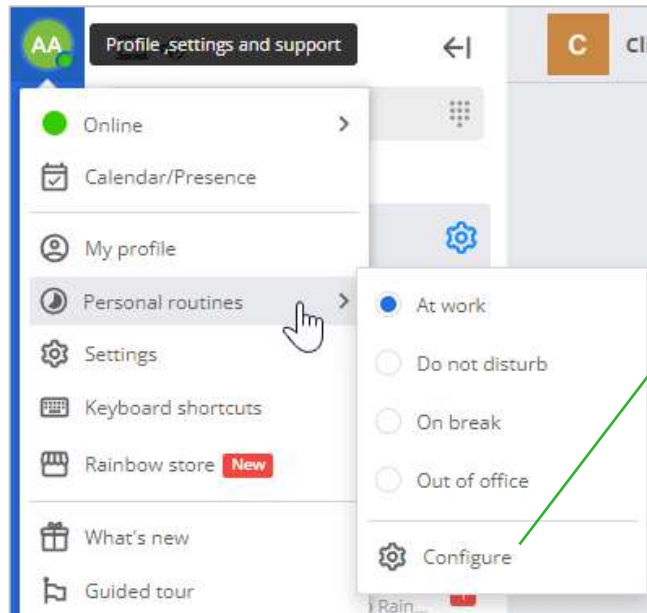 AA
Profile ,settings and support
C
Online
Calendar/Presence
My profile
Personal routines
At work
Settings
Do not disturb
Keyboard shortcuts
On break
Rainbow store New
Out of office
What's new
Configure
Guided tour
Rain...